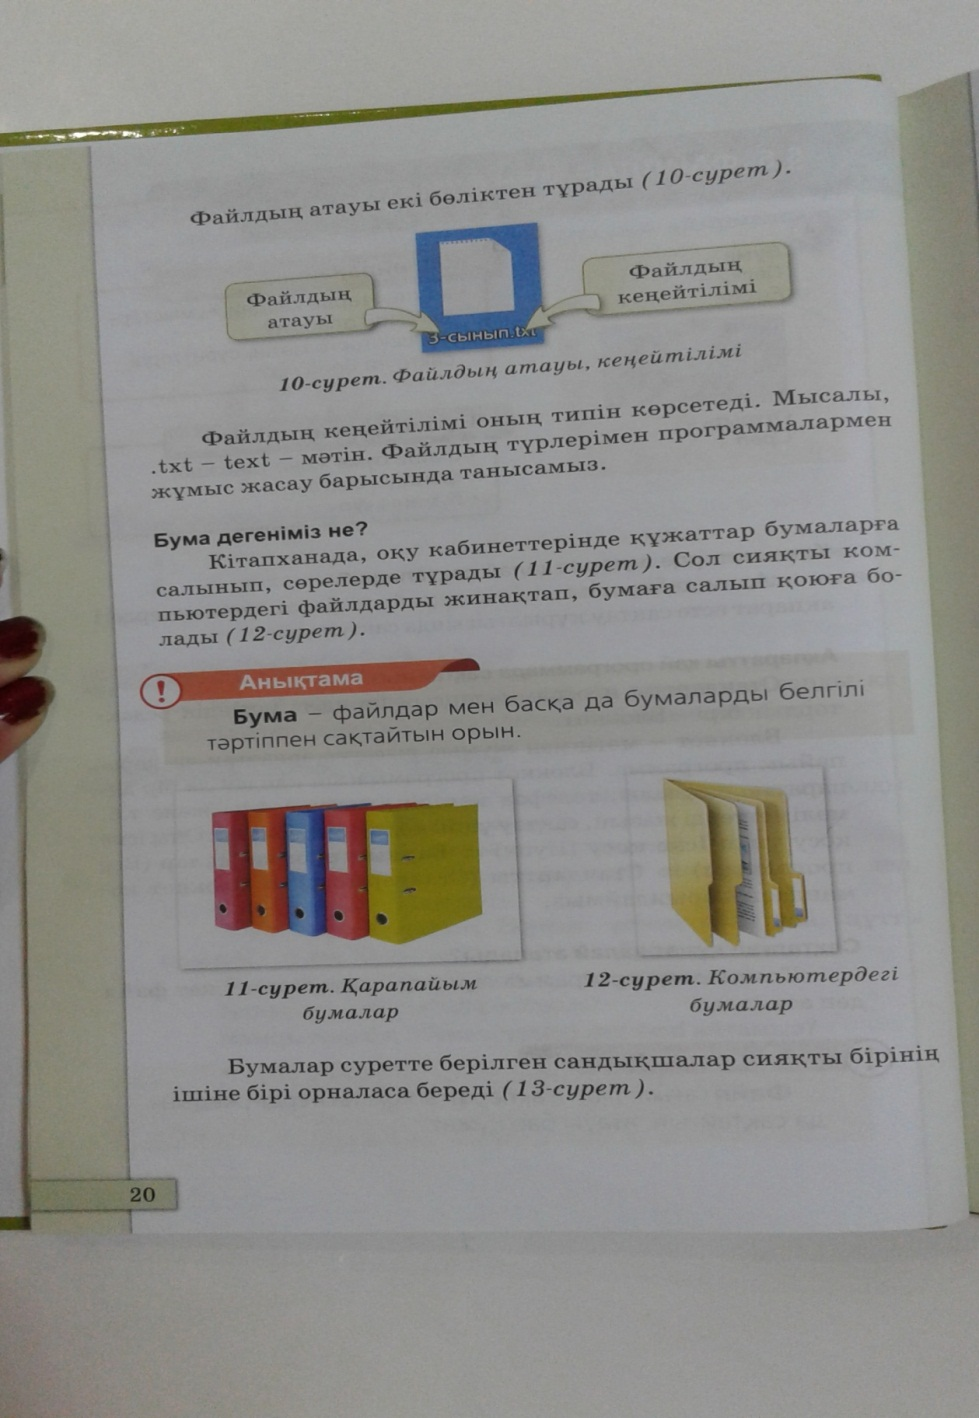 Файлдың атауы екі бөліктен тұрады (10-сурет).
Файлдың
атауы
3-сынып.txt
Файлдың
кеңейтілімі
10-сурет. Файлдың атауы, кеңейтілімі
Файлдың кеңейтілімі оның типін көрсетеді. Мысалы,
.txt – text – мәтін. Файлдың түрлерімен программалармен
жұмыс жасау барысында танысамыз.
Бума дегеніміз не?
Кітапханада, оқу кабинеттерінде құжаттар бумаларға
салынып, сөрелерде тұрады (11-сурет). Сол сияқты ком-
пьютердегі файлдарды жинақтап, бумаға салып қоюға бо-
лады (12-сурет).
! Анықтама
Бума – файлдар мен басқа да бумаларды белгілі
тәртіппен сақтайтын орын.
11-сурет. Қарапайым
бумалар
12-сурет. Компьютердегі
бумалар
Бумалар суретте берілген сандықшалар сияқты бірінің
ішіне бірі орналаса береді (13-сурет).
20